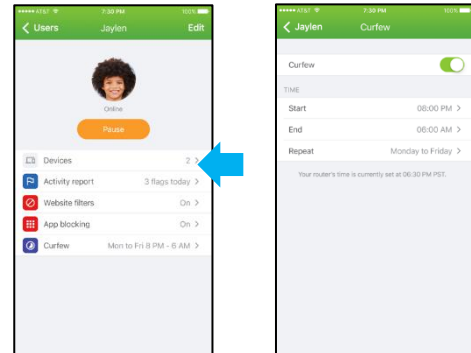 AT&T 7:30 PM 100%
Users Jaylen Edit
Online
Pause
Devices 2
Activity report 3 flags today
Website filters On
App blocking On
Curfew Mon to Fri 8 PM - 6 AM
AT&T 7:30 PM 100%
Jaylen Curfew
Curfew
TIME
Start 08:00 PM
End 06:00 AM
Repeat Monday to Friday
Your router's time is currently set at 06:30 PM PST.